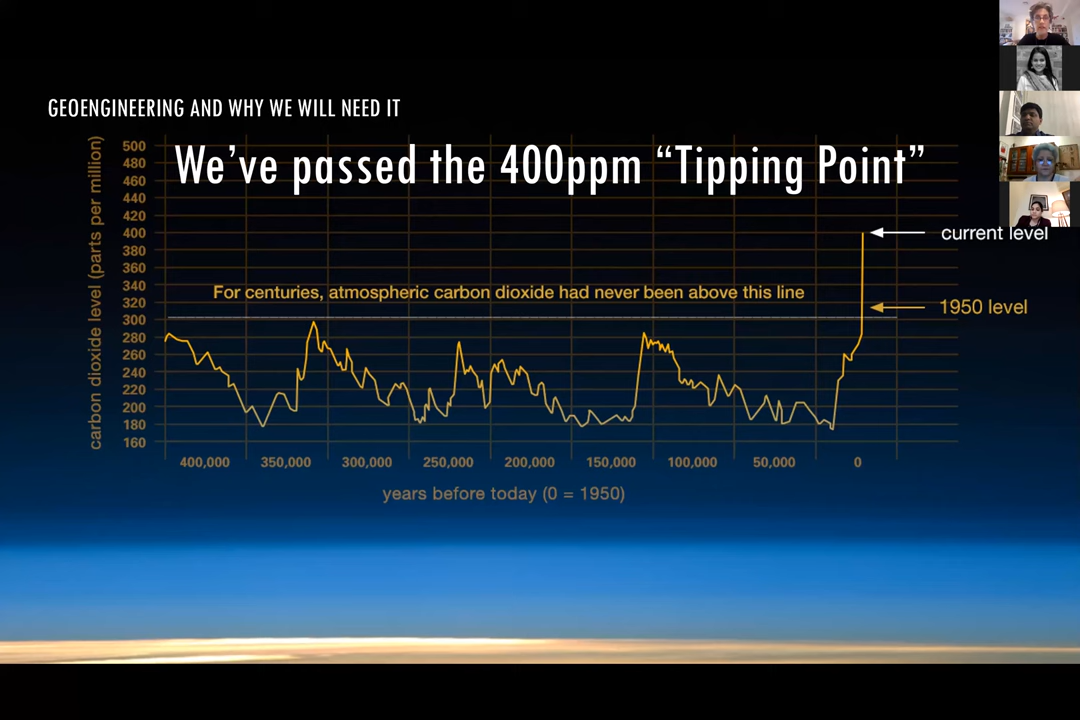 GEOENGINEERING AND WHY WE WILL NEED IT
We’ve passed the 400ppm “Tipping Point”
carbon dioxide level (parts per million)
500
480
460
440
420
400
380
360
340
320
300
280
260
240
220
200
180
160
current level
For centuries, atmospheric carbon dioxide had never been above this line
1950 level
400,000 350,000 300,000 250,000 200,000 150,000 100,000 50,000 0
years before today (0 = 1950)